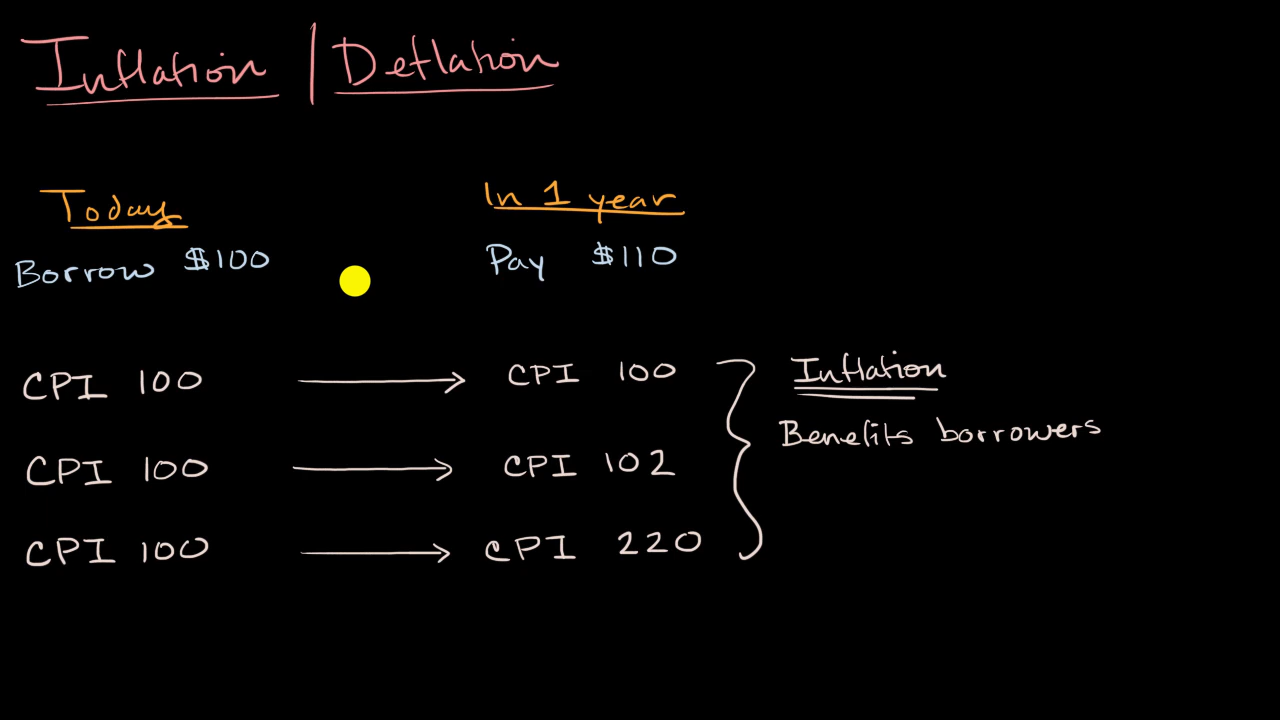 Inflation | Deflation
Today
In 1 year
Borrow $100
Pay $110
CPI 100 → CPI 100
CPI 100 → CPI 102
CPI 100 → CPI 220
Inflation
Benefits borrowers